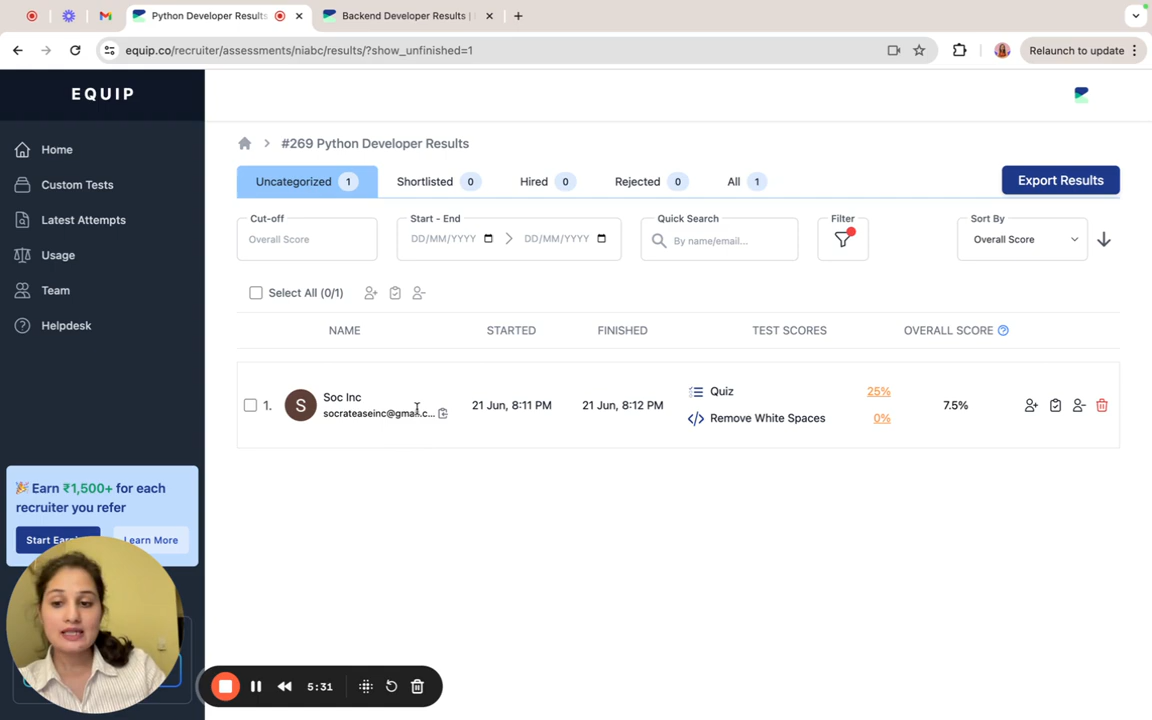 Python Developer Results
Backend Developer Results |
equip.co/recruiter/assessments/niabc/results/?show_unfinished=1
Relaunch to update
EQUIP
Home
Custom Tests
Latest Attempts
Usage
Team
Helpdesk
🎉 Earn ₹1,500+ for each
recruiter you refer
Start Ear
Learn More
#269 Python Developer Results
Uncategorized 1
Shortlisted 0
Hired 0
Rejected 0
All 1
Export Results
Cut-off
Overall Score
Start - End
DD/MM/YYYY
DD/MM/YYYY
Quick Search
By name/email...
Filter
Sort By
Overall Score
Select All (0/1)
NAME
STARTED
FINISHED
TEST SCORES
OVERALL SCORE
1.
S
Soc Inc
socrateaseinc@gmail.c...
21 Jun, 8:11 PM
21 Jun, 8:12 PM
Quiz 25%
Remove White Spaces 0%
7.5%
5:31